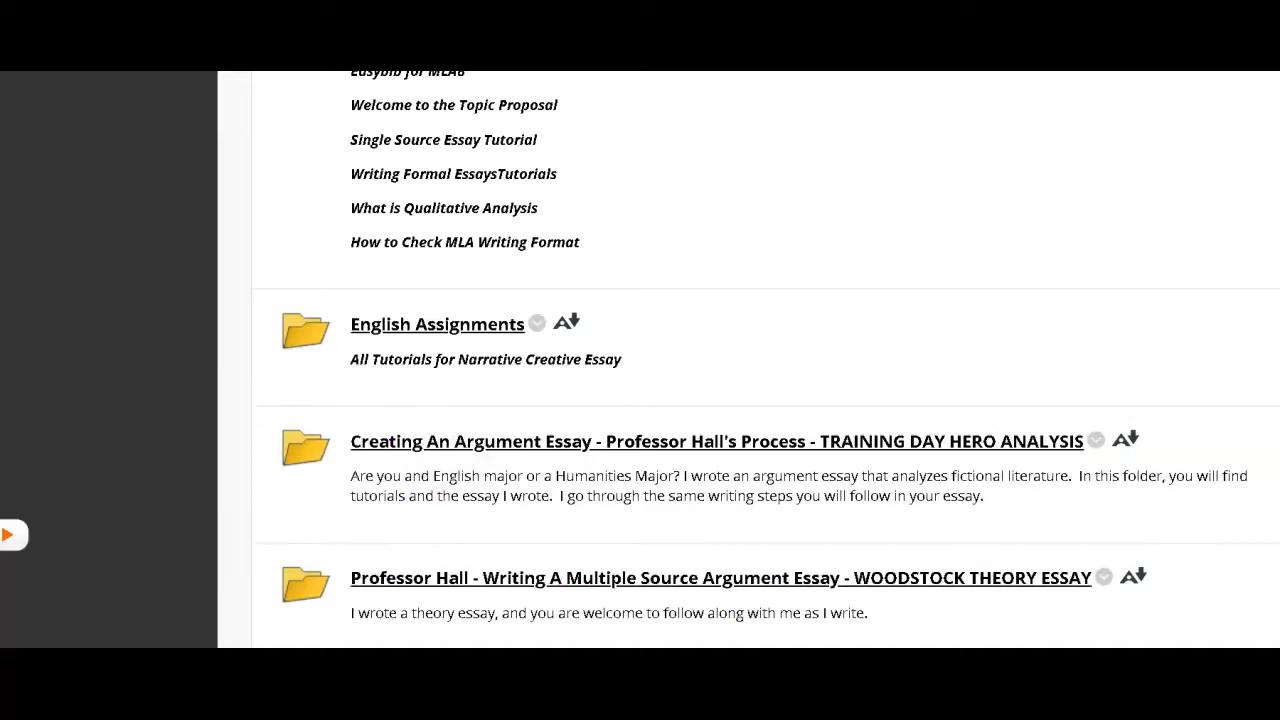 Easybib for MLA8
Welcome to the Topic Proposal
Single Source Essay Tutorial
Writing Formal EssaysTutorials
What is Qualitative Analysis
How to Check MLA Writing Format
English Assignments
All Tutorials for Narrative Creative Essay
Creating An Argument Essay - Professor Hall's Process - TRAINING DAY HERO ANALYSIS
Are you and English major or a Humanities Major? I wrote an argument essay that analyzes fictional literature.  In this folder, you will find
tutorials and the essay I wrote.  I go through the same writing steps you will follow in your essay.
Professor Hall - Writing A Multiple Source Argument Essay - WOODSTOCK THEORY ESSAY
I wrote a theory essay, and you are welcome to follow along with me as I write.